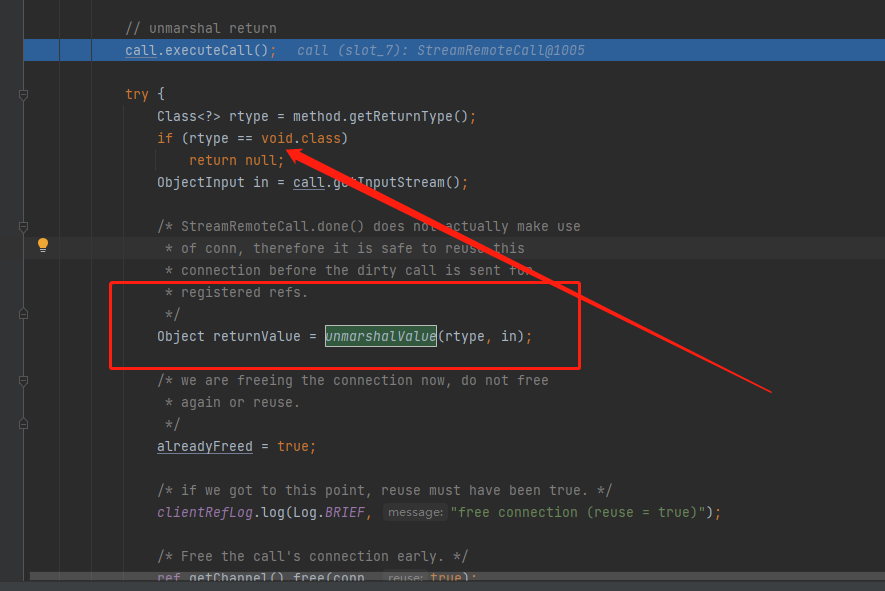 // unmarshal return
call.executeCall(); call (slot_7): StreamRemoteCall@1005
try {
Class<?> rtype = method.getReturnType();
if (rtype == void.class)
return null;
ObjectInput in = call.getInputStream();
/* StreamRemoteCall.done() does not actually make use
* of conn, therefore it is safe to reuse this
* connection before the dirty call is sent for
* registered refs.
*/
Object returnValue = unmarshalValue(rtype, in);
/* we are freeing the connection now, do not free
* again or reuse.
*/
alreadyFreed = true;
/* if we got to this point, reuse must have been true. */
clientRefLog.log(Log.BRIEF, message: "free connection (reuse = true)");
/* Free the call's connection early. */
ref.getChannel().free(conn, reuse: true);